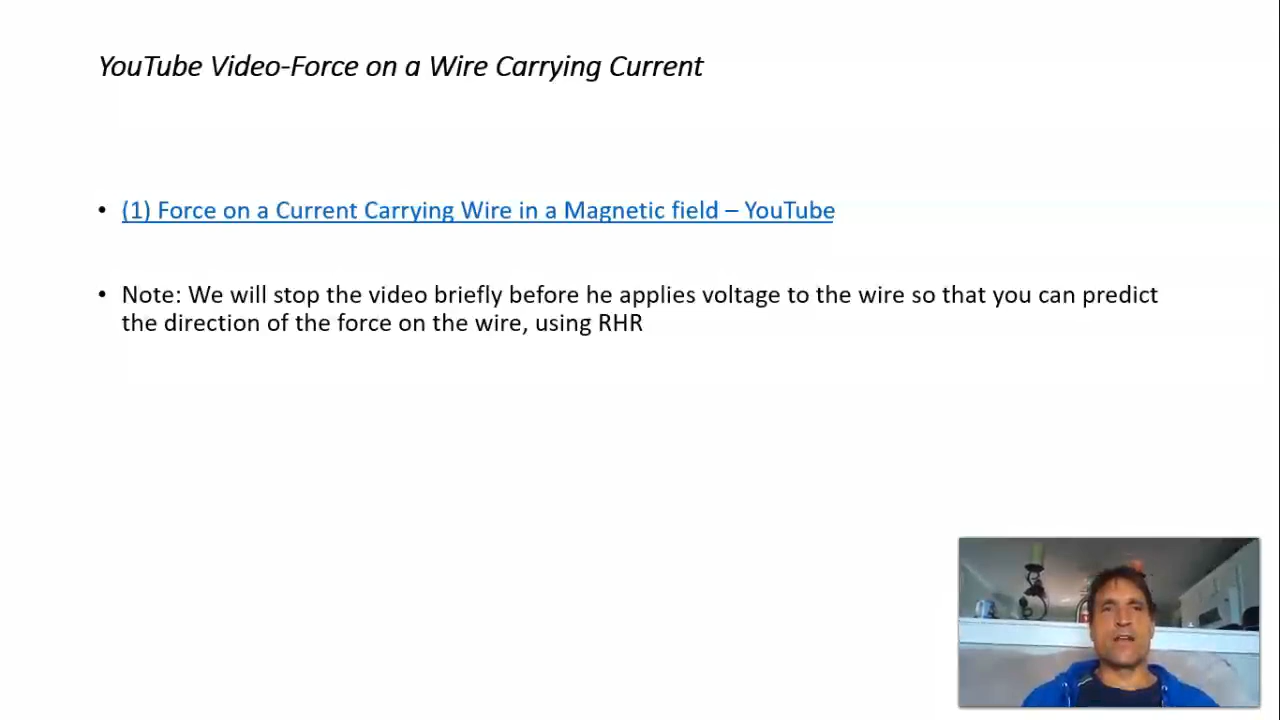 YouTube Video-Force on a Wire Carrying Current
• (1) Force on a Current Carrying Wire in a Magnetic field – YouTube
• Note: We will stop the video briefly before he applies voltage to the wire so that you can predict
the direction of the force on the wire, using RHR